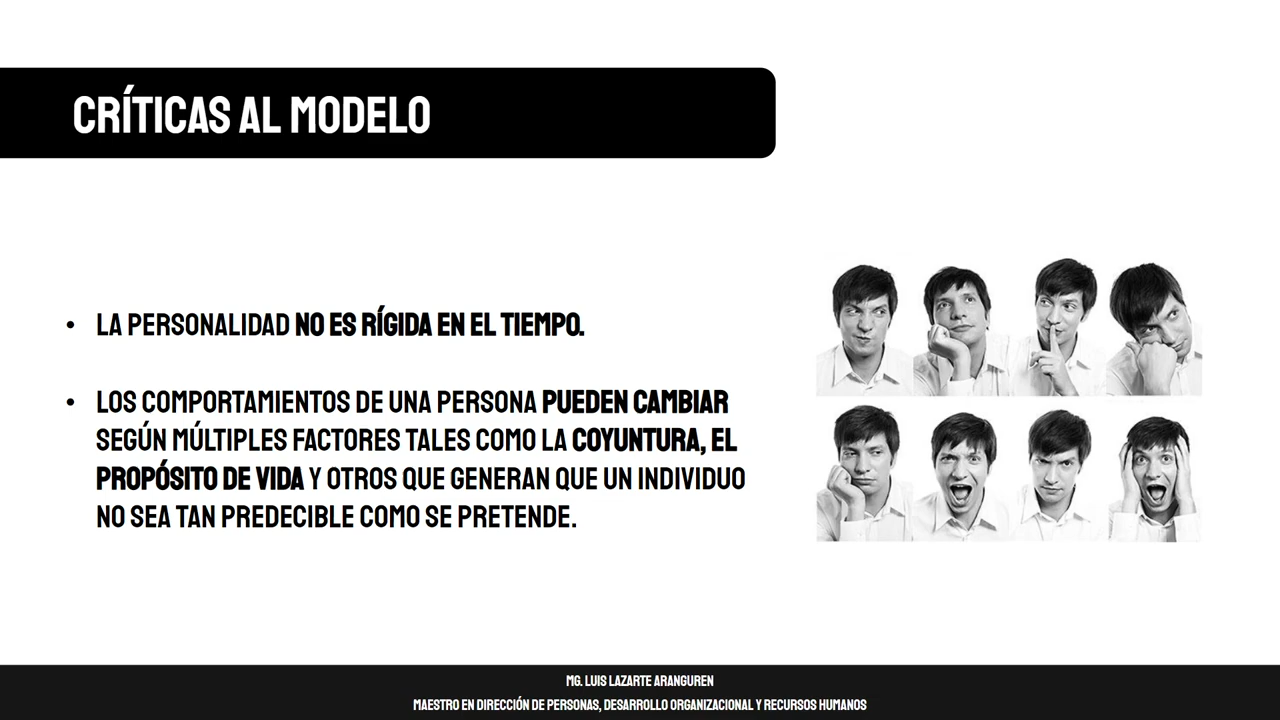 CRÍTICAS AL MODELO
• LA PERSONALIDAD NO ES RÍGIDA EN EL TIEMPO.
• LOS COMPORTAMIENTOS DE UNA PERSONA PUEDEN CAMBIAR
SEGÚN MÚLTIPLES FACTORES TALES COMO LA COYUNTURA, EL
PROPÓSITO DE VIDA Y OTROS QUE GENERAN QUE UN INDIVIDUO
NO SEA TAN PREDECIBLE COMO SE PRETENDE.
MG. LUIS LAZARTE ARANGUREN
MAESTRO EN DIRECCIÓN DE PERSONAS, DESARROLLO ORGANIZACIONAL Y RECURSOS HUMANOS